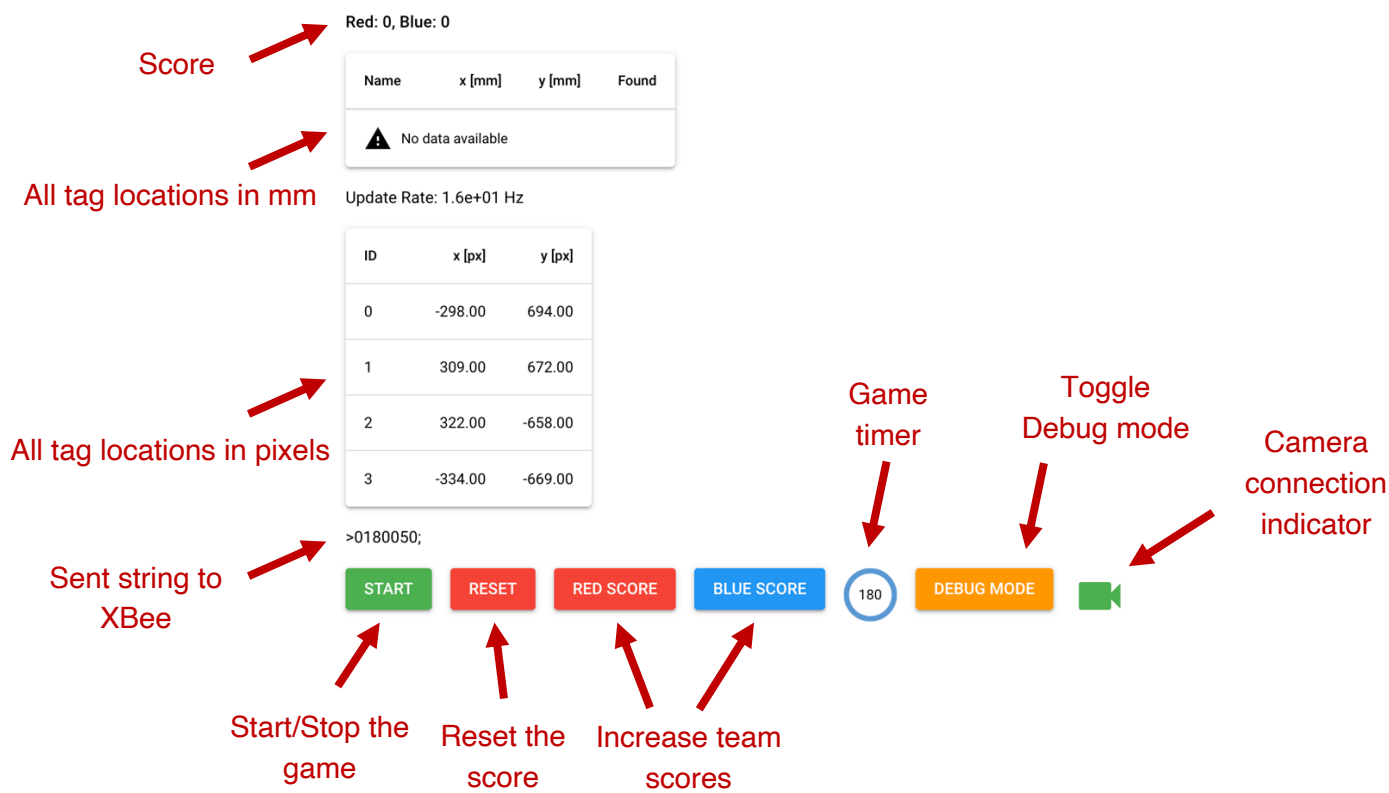 Red: 0, Blue: 0
Score
Name x [mm] y [mm] Found
No data available
All tag locations in mm
Update Rate: 1.6e+01 Hz
ID x [px] y [px]
0 -298.00 694.00
1 309.00 672.00
2 322.00 -658.00
3 -334.00 -669.00
All tag locations in pixels
Game
timer
Toggle
Debug mode
Camera
connection
indicator
>0180050;
Sent string to
XBee
START RESET RED SCORE BLUE SCORE 180 DEBUG MODE
Start/Stop the
game
Reset the
score
Increase team
scores